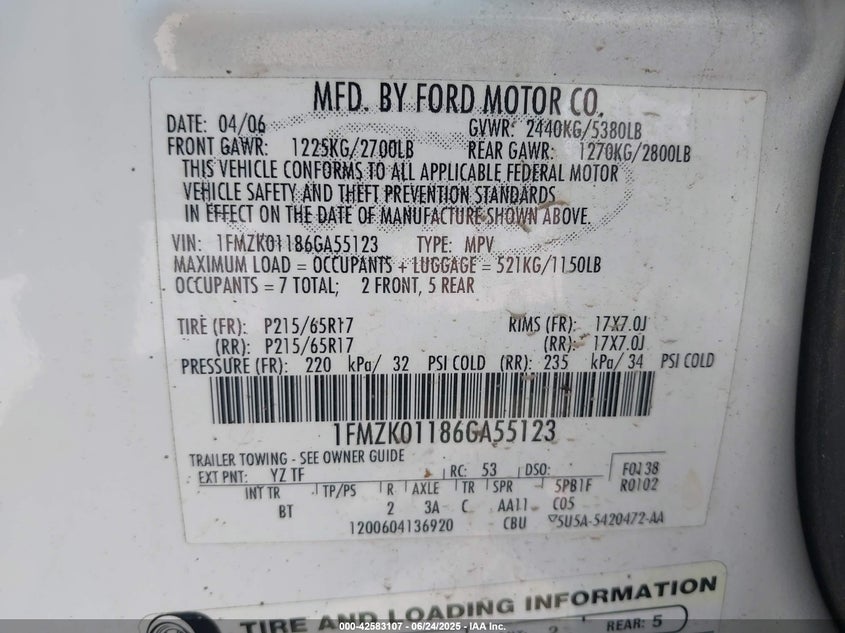 MFD. BY FORD MOTOR CO.
DATE: 04/06 GVWR: 2440KG/5380LB
FRONT GAWR: 1225KG/2700LB REAR GAWR: 1270KG/2800LB
THIS VEHICLE CONFORMS TO ALL APPLICABLE FEDERAL MOTOR
VEHICLE SAFETY AND THEFT PREVENTION STANDARDS
IN EFFECT ON THE DATE OF MANUFACTURE SHOWN ABOVE.
VIN: 1FMZK01186GA55123 TYPE: MPV
MAXIMUM LOAD = OCCUPANTS + LUGGAGE = 521KG/1150LB
OCCUPANTS = 7 TOTAL; 2 FRONT, 5 REAR
TIRE (FR): P215/65R17 RIMS (FR): 17X7.0J
(RR): P215/65R17 (RR): 17X7.0J
PRESSURE (FR): 220 kPa/ 32 PSI COLD (RR): 235 kPa/ 34 PSI COLD
1FMZK01186GA55123
TRAILER TOWING - SEE OWNER GUIDE
EXT PNT: YZ TF RC: 53 DSO: F0138
INT TR TP/PS R AXLE TR SPR 5PB1F R0102
BT 2 3A C AA11 C05
1200604136920 CBU 5U5A-5420472-AA
TIRE AND LOADING INFORMATION
2 REAR: 5
000-42583107 - 06/24/2025 - IAA Inc.